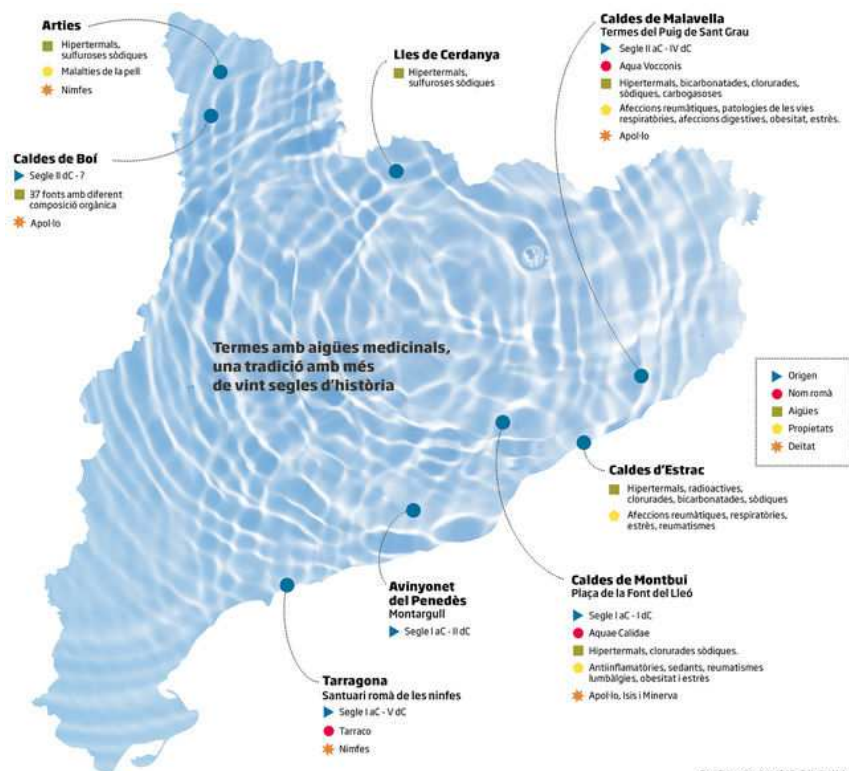 Arties
Hipertermals,
sulfuroses sòdiques
Malalties de la pell
Nimfes
Caldes de Boí
Segle II dC - ?
37 fonts amb diferent
composició orgànica
Apol·lo
Lles de Cerdanya
Hipertermals,
sulfuroses sòdiques
Caldes de Malavella
Termes del Puig de Sant Grau
Segle II aC - IV dC
Aqua Vocconis
Hipertermals, bicarbonatades, clorurades,
sòdiques, carbogasoses
Afeccions reumàtiques, patologies de les vies
respiratòries, afeccions digestives, obesitat, estrès.
Apol·lo
Termes amb aigües medicinals,
una tradició amb més
de vint segles d'història
Origen
Nom romà
Aigües
Propietats
Deïtat
Caldes d'Estrac
Hipertermals, radioactives,
clorurades, bicarbonatades, sòdiques
Afeccions reumàtiques, respiratòries,
estrès, reumatismes
Avinyonet
del Penedès
Montargull
Segle I aC - II dC
Caldes de Montbui
Plaça de la Font del Lleó
Segle I aC - I dC
Aquae Calidae
Hipertermals, clorurades sòdiques.
Antiinflamatòries, sedants, reumatismes
lumbàlgies, obesitat i estrès
Apol·lo, Isis i Minerva
Tarragona
Santuari romà de les ninfes
Segle I aC - V dC
Tarraco
Nimfes